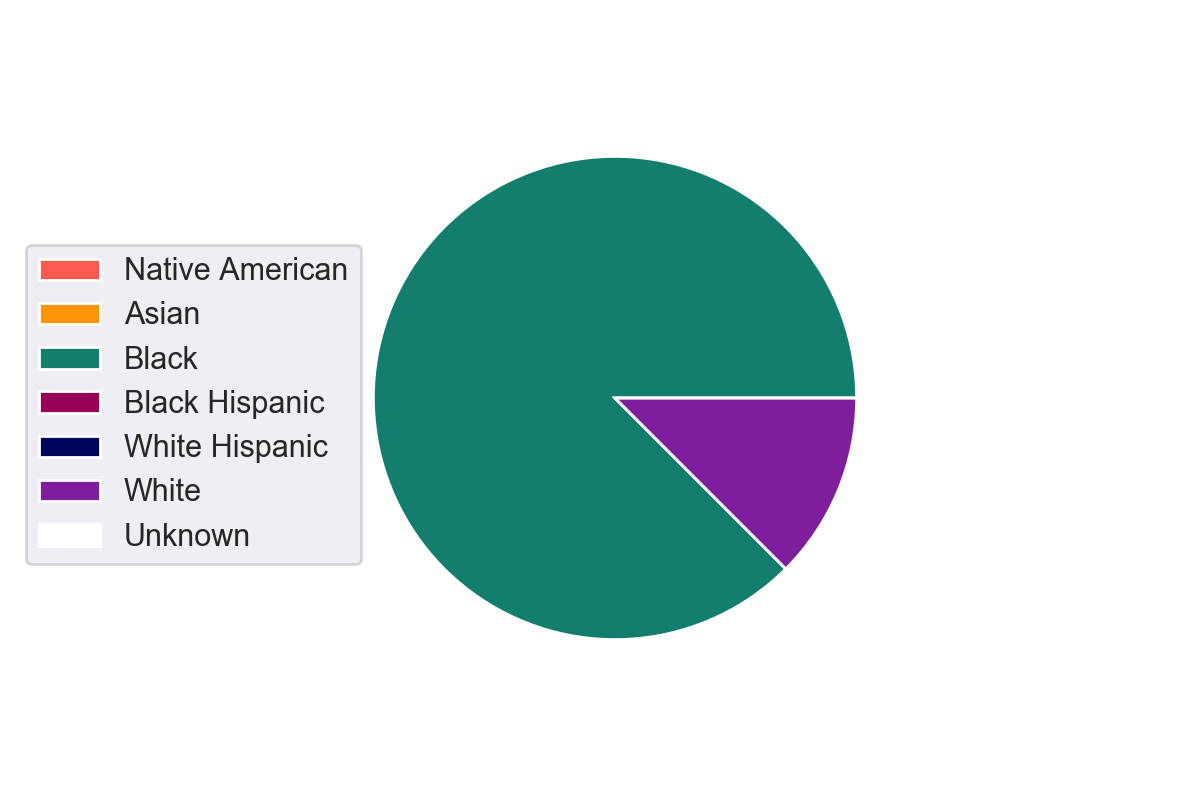 Native American
Asian
Black
Black Hispanic
White Hispanic
White
Unknown